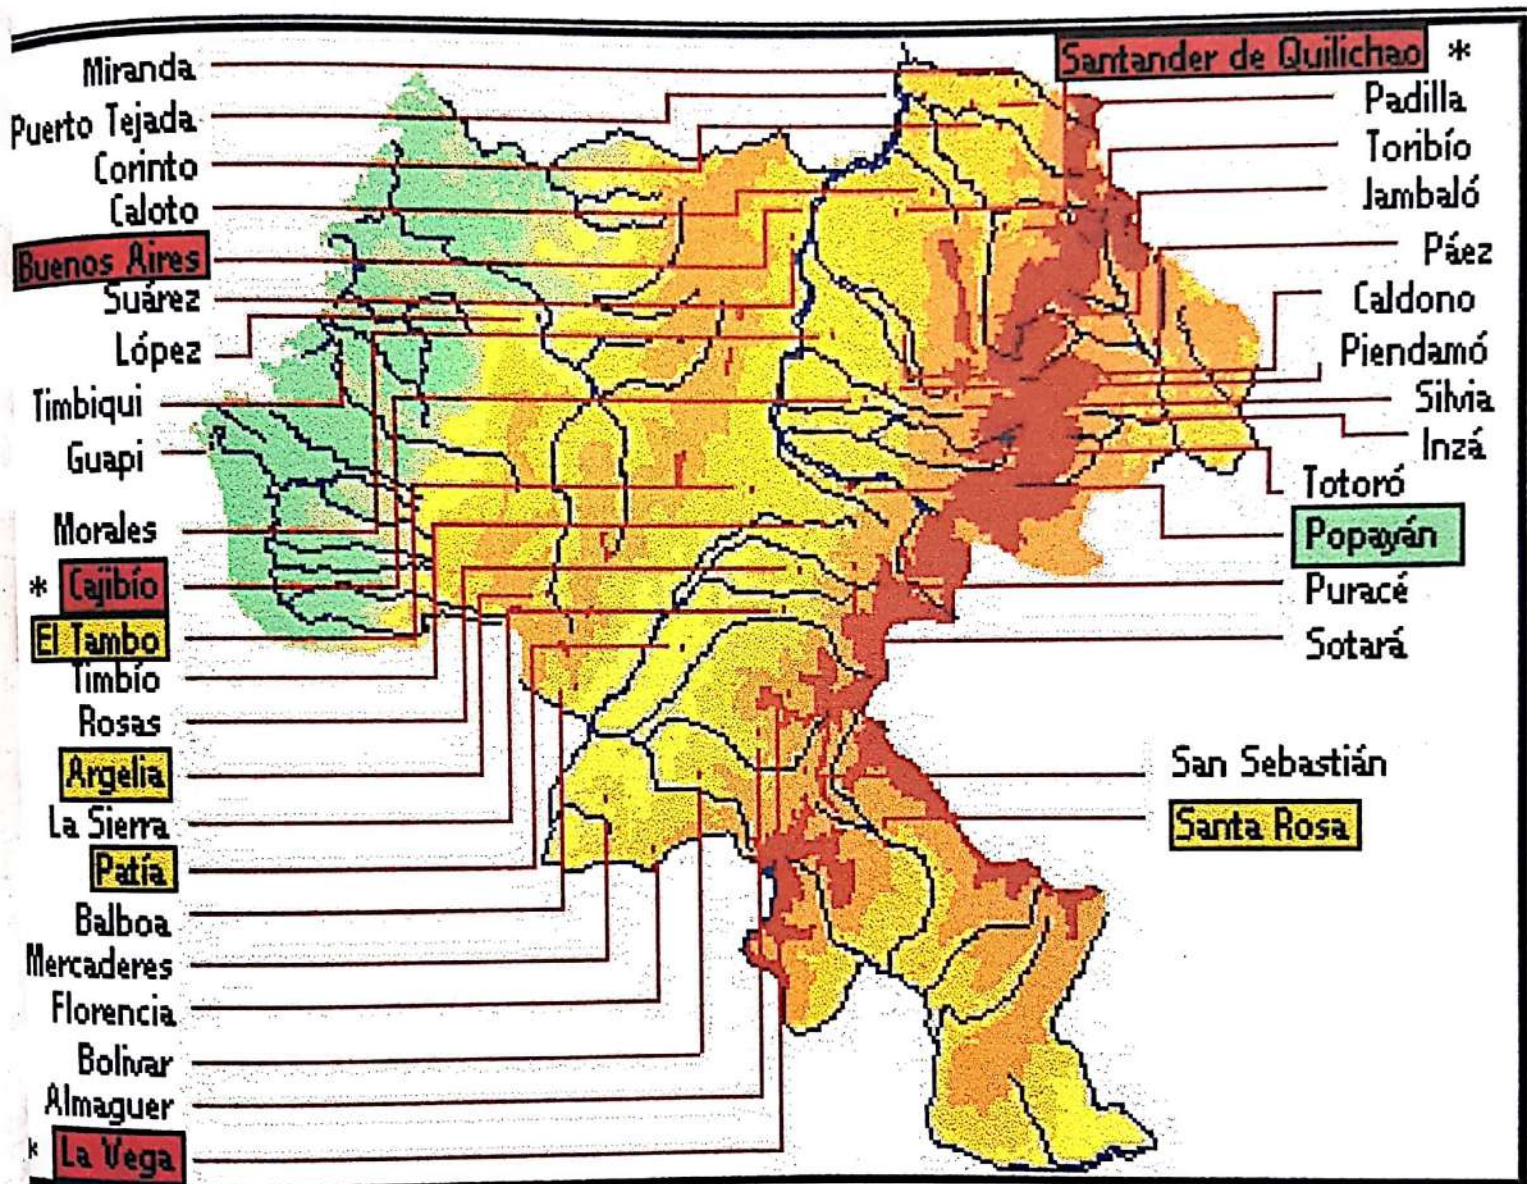 Miranda
Puerto Tejada
Corinto
Caloto
Buenos Aires
Suárez
López
Timbiqui
Guapi
Morales
* Cajibío
El Tambo
Timbío
Rosas
Argelia
La Sierra
Patía
Balboa
Mercaderes
Florencia
Bolivar
Almaguer
* La Vega
Santander de Quilichao *
Padilla
Toribío
Jambaló
Páez
Caldono
Piendamó
Silvia
Inzá
Totoró
Popayán
Puracé
Sotará
San Sebastián
Santa Rosa